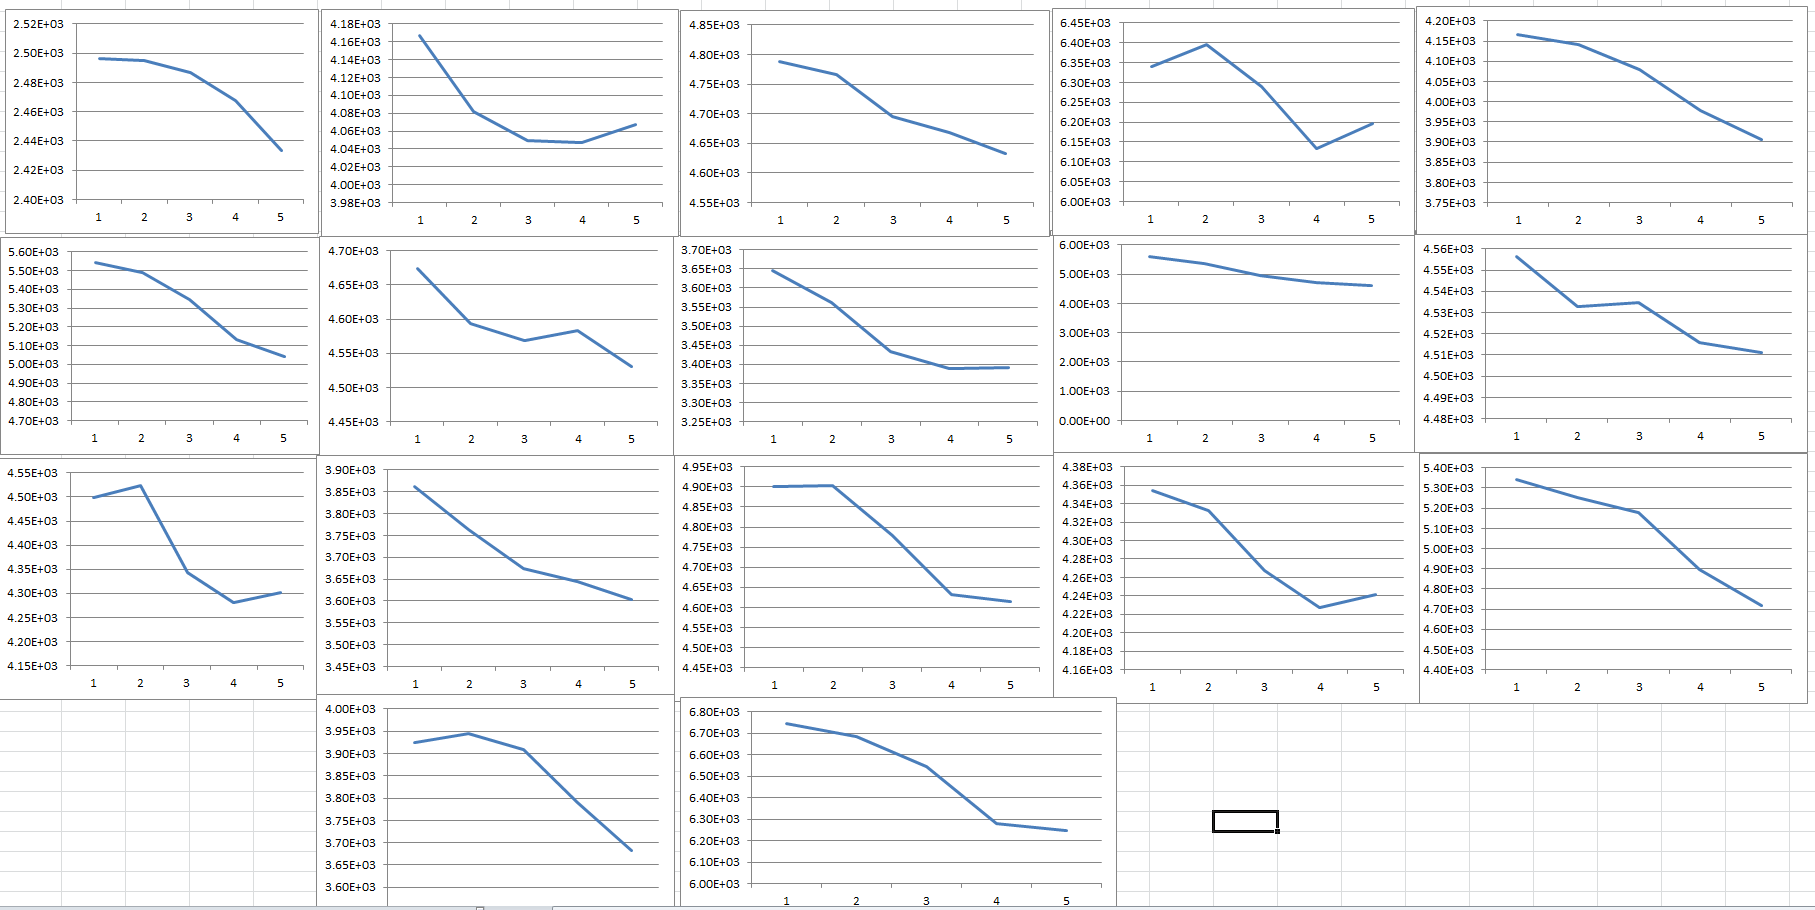 2.52E+03
2.50E+03
2.48E+03
2.46E+03
2.44E+03
2.42E+03
2.40E+03
1 2 3 4 5
4.18E+03
4.16E+03
4.14E+03
4.12E+03
4.10E+03
4.08E+03
4.06E+03
4.04E+03
4.02E+03
4.00E+03
3.98E+03
1 2 3 4 5
4.85E+03
4.80E+03
4.75E+03
4.70E+03
4.65E+03
4.60E+03
4.55E+03
1 2 3 4 5
6.45E+03
6.40E+03
6.35E+03
6.30E+03
6.25E+03
6.20E+03
6.15E+03
6.10E+03
6.05E+03
6.00E+03
1 2 3 4 5
4.20E+03
4.15E+03
4.10E+03
4.05E+03
4.00E+03
3.95E+03
3.90E+03
3.85E+03
3.80E+03
3.75E+03
1 2 3 4 5
5.60E+03
5.50E+03
5.40E+03
5.30E+03
5.20E+03
5.10E+03
5.00E+03
4.90E+03
4.80E+03
4.70E+03
1 2 3 4 5
4.70E+03
4.65E+03
4.60E+03
4.55E+03
4.50E+03
4.45E+03
1 2 3 4 5
3.70E+03
3.65E+03
3.60E+03
3.55E+03
3.50E+03
3.45E+03
3.40E+03
3.35E+03
3.30E+03
3.25E+03
1 2 3 4 5
6.00E+03
5.00E+03
4.00E+03
3.00E+03
2.00E+03
1.00E+03
0.00E+00
1 2 3 4 5
4.56E+03
4.55E+03
4.54E+03
4.53E+03
4.52E+03
4.51E+03
4.50E+03
4.49E+03
4.48E+03
1 2 3 4 5
4.55E+03
4.50E+03
4.45E+03
4.40E+03
4.35E+03
4.30E+03
4.25E+03
4.20E+03
4.15E+03
1 2 3 4 5
3.90E+03
3.85E+03
3.80E+03
3.75E+03
3.70E+03
3.65E+03
3.60E+03
3.55E+03
3.50E+03
3.45E+03
1 2 3 4 5
4.95E+03
4.90E+03
4.85E+03
4.80E+03
4.75E+03
4.70E+03
4.65E+03
4.60E+03
4.55E+03
4.50E+03
4.45E+03
1 2 3 4 5
4.38E+03
4.36E+03
4.34E+03
4.32E+03
4.30E+03
4.28E+03
4.26E+03
4.24E+03
4.22E+03
4.20E+03
4.18E+03
4.16E+03
1 2 3 4 5
5.40E+03
5.30E+03
5.20E+03
5.10E+03
5.00E+03
4.90E+03
4.80E+03
4.70E+03
4.60E+03
4.50E+03
4.40E+03
1 2 3 4 5
4.00E+03
3.95E+03
3.90E+03
3.85E+03
3.80E+03
3.75E+03
3.70E+03
3.65E+03
3.60E+03
6.80E+03
6.70E+03
6.60E+03
6.50E+03
6.40E+03
6.30E+03
6.20E+03
6.10E+03
6.00E+03
1 2 3 4 5